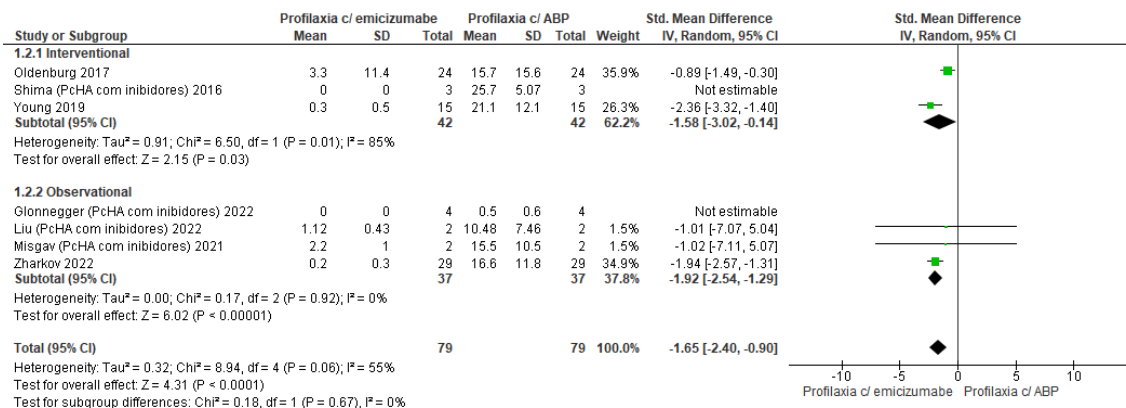 Profilaxia c/ emicizumabe Profilaxia c/ ABP Std. Mean Difference Std. Mean Difference
Study or Subgroup Mean SD Total Mean SD Total Weight IV, Random, 95% CI IV, Random, 95% CI
1.2.1 Interventional
Oldenburg 2017 3.3 11.4 24 15.7 15.6 24 35.9% -0.89 [-1.49, -0.30]
Shima (PcHA com inibidores) 2016 0 0 3 25.7 5.07 3 Not estimable
Young 2019 0.3 0.5 15 21.1 12.1 15 26.3% -2.36 [-3.32, -1.40]
Subtotal (95% CI) 42 42 62.2% -1.58 [-3.02, -0.14]
Heterogeneity: Tau² = 0.91; Chi² = 6.50, df = 1 (P = 0.01); I² = 85%
Test for overall effect: Z = 2.15 (P = 0.03)
1.2.2 Observational
Glonnegger (PcHA com inibidores) 2022 0 0 4 0.5 0.6 4 Not estimable
Liu (PcHA com inibidores) 2022 1.12 0.43 2 10.48 7.46 2 1.5% -1.01 [-7.07, 5.04]
Misgav (PcHA com inibidores) 2021 2.2 1 2 15.5 10.5 2 1.5% -1.02 [-7.11, 5.07]
Zharkov 2022 0.2 0.3 29 16.6 11.8 29 34.9% -1.94 [-2.57, -1.31]
Subtotal (95% CI) 37 37 37.8% -1.92 [-2.54, -1.29]
Heterogeneity: Tau² = 0.00; Chi² = 0.17, df = 2 (P = 0.92); I² = 0%
Test for overall effect: Z = 6.02 (P < 0.00001)
Total (95% CI) 79 79 100.0% -1.65 [-2.40, -0.90]
Heterogeneity: Tau² = 0.32; Chi² = 8.94, df = 4 (P = 0.06); I² = 55%
Test for overall effect: Z = 4.31 (P < 0.0001)
Test for subgroup differences: Chi² = 0.18, df = 1 (P = 0.67), I² = 0%
-10 -5 0 5 10
Profilaxia c/ emicizumabe Profilaxia c/ ABP